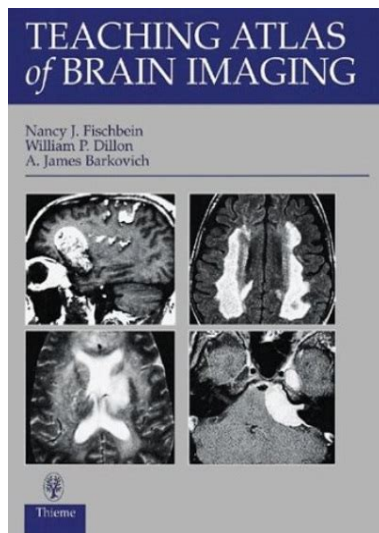 TEACHING ATLAS
of BRAIN IMAGING
Nancy J. Fischbein
William P. Dillon
A. James Barkovich
Thieme